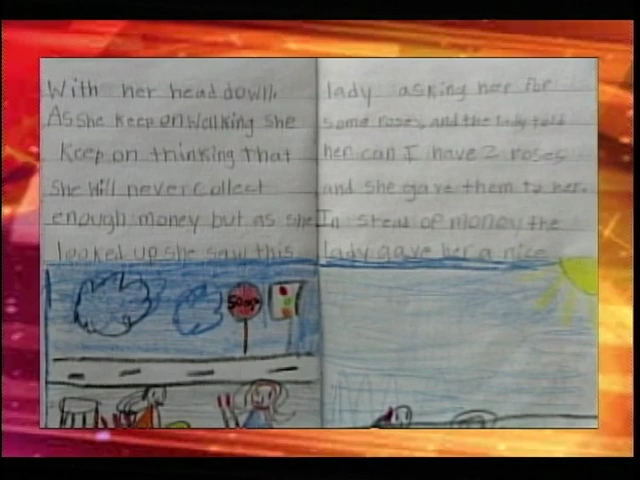 With her head down.
As she keep on walking she
keep on thinking that
she will never collect
enough money but as she
looked up she saw this
lady asking her for
some roses, and the lady told
her can I have 2 roses
and she gave them to her.
In stead of money the
lady gave her a nice
Stop